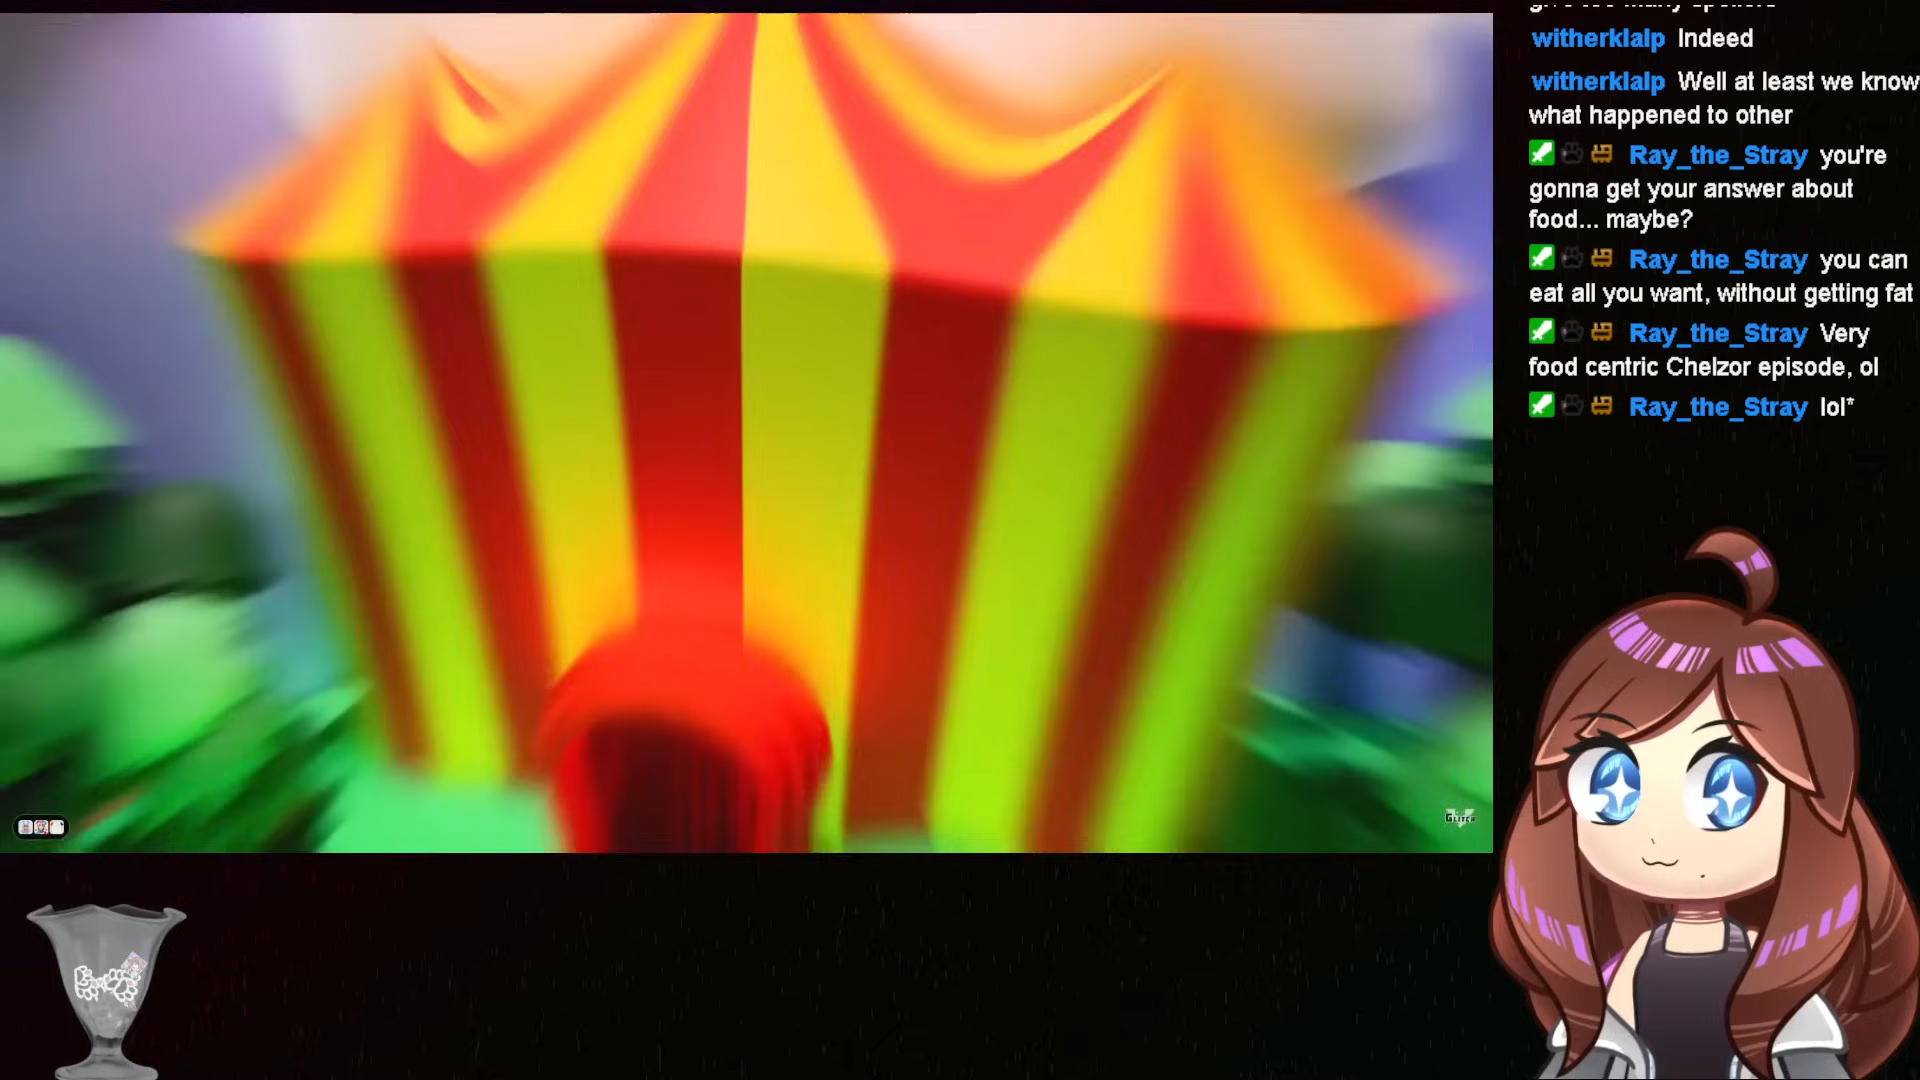 witherklalp Indeed
witherklalp Well at least we know
what happened to other
Ray_the_Stray you're
gonna get your answer about
food... maybe?
Ray_the_Stray you can
eat all you want, without getting fat
Ray_the_Stray Very
food centric Chelzor episode, ol
Ray_the_Stray lol*
GLITCH